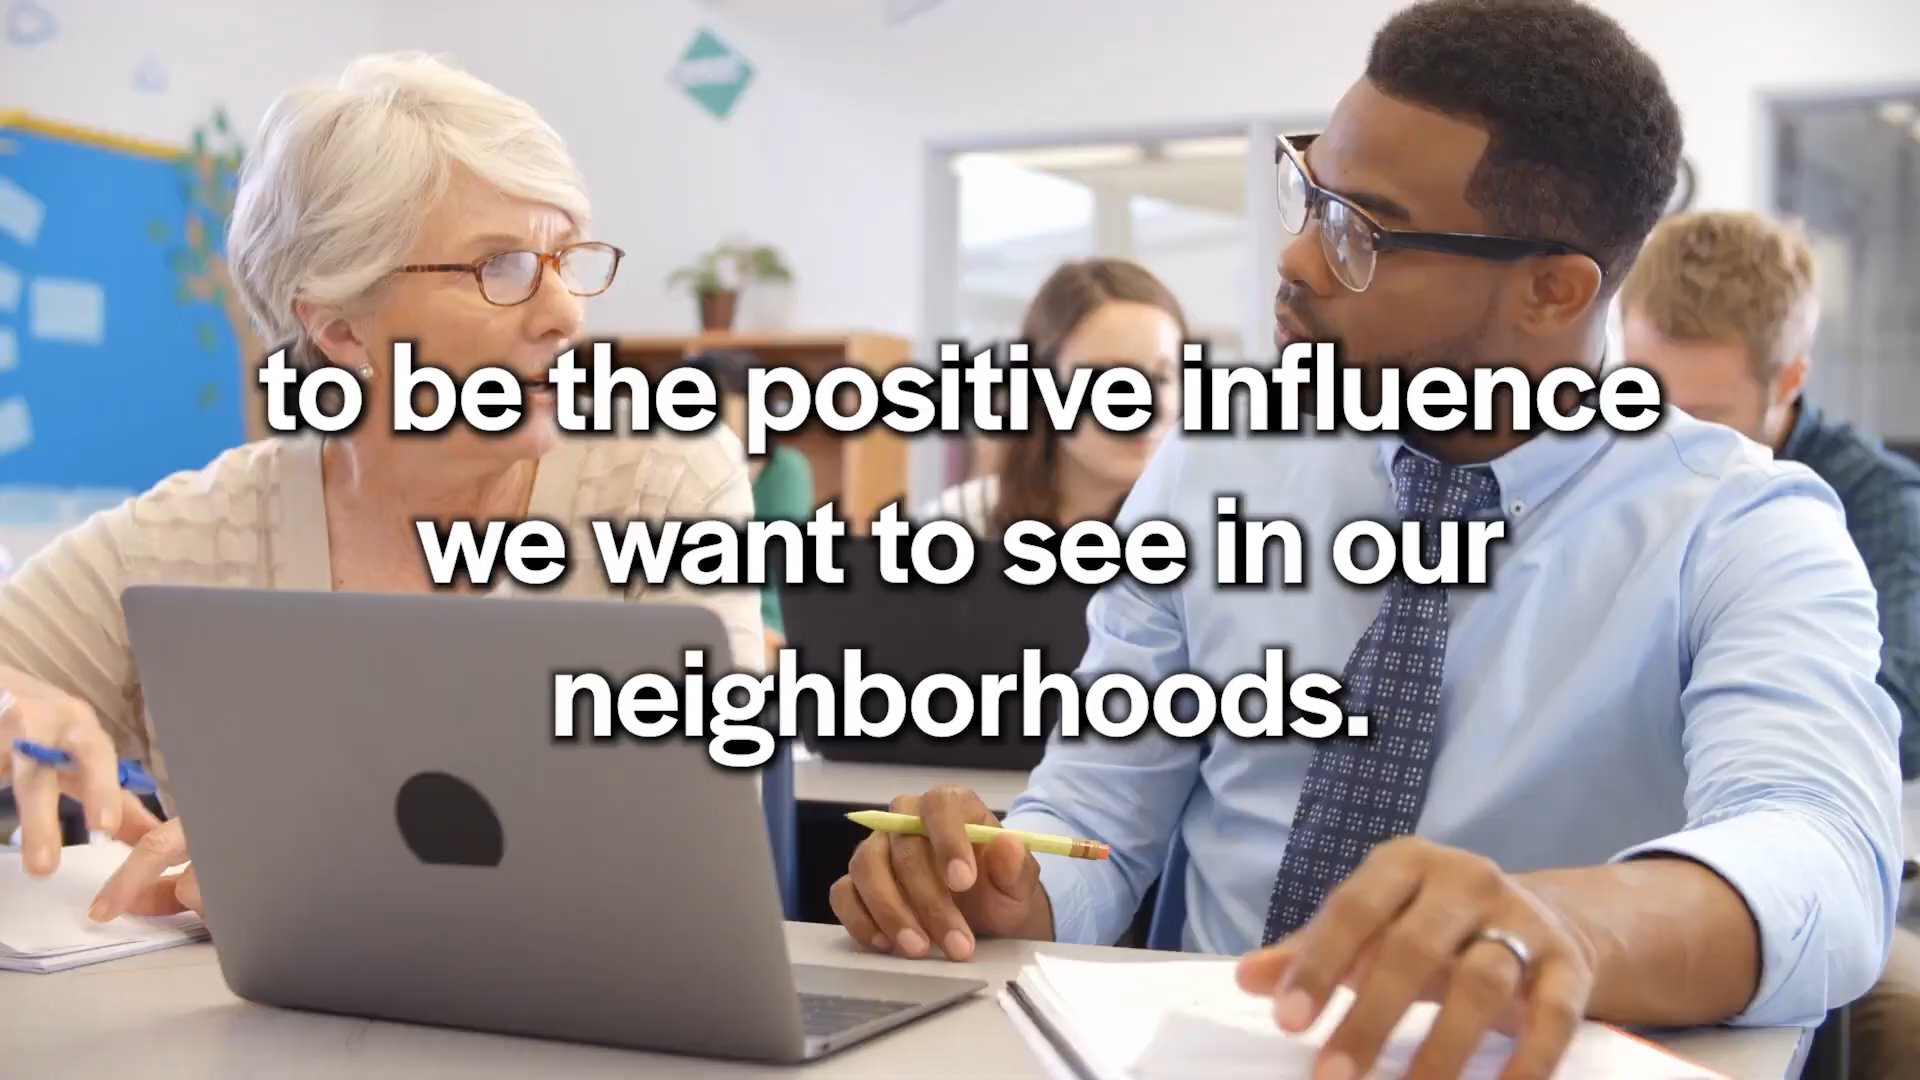 to be the positive influence
we want to see in our
neighborhoods.